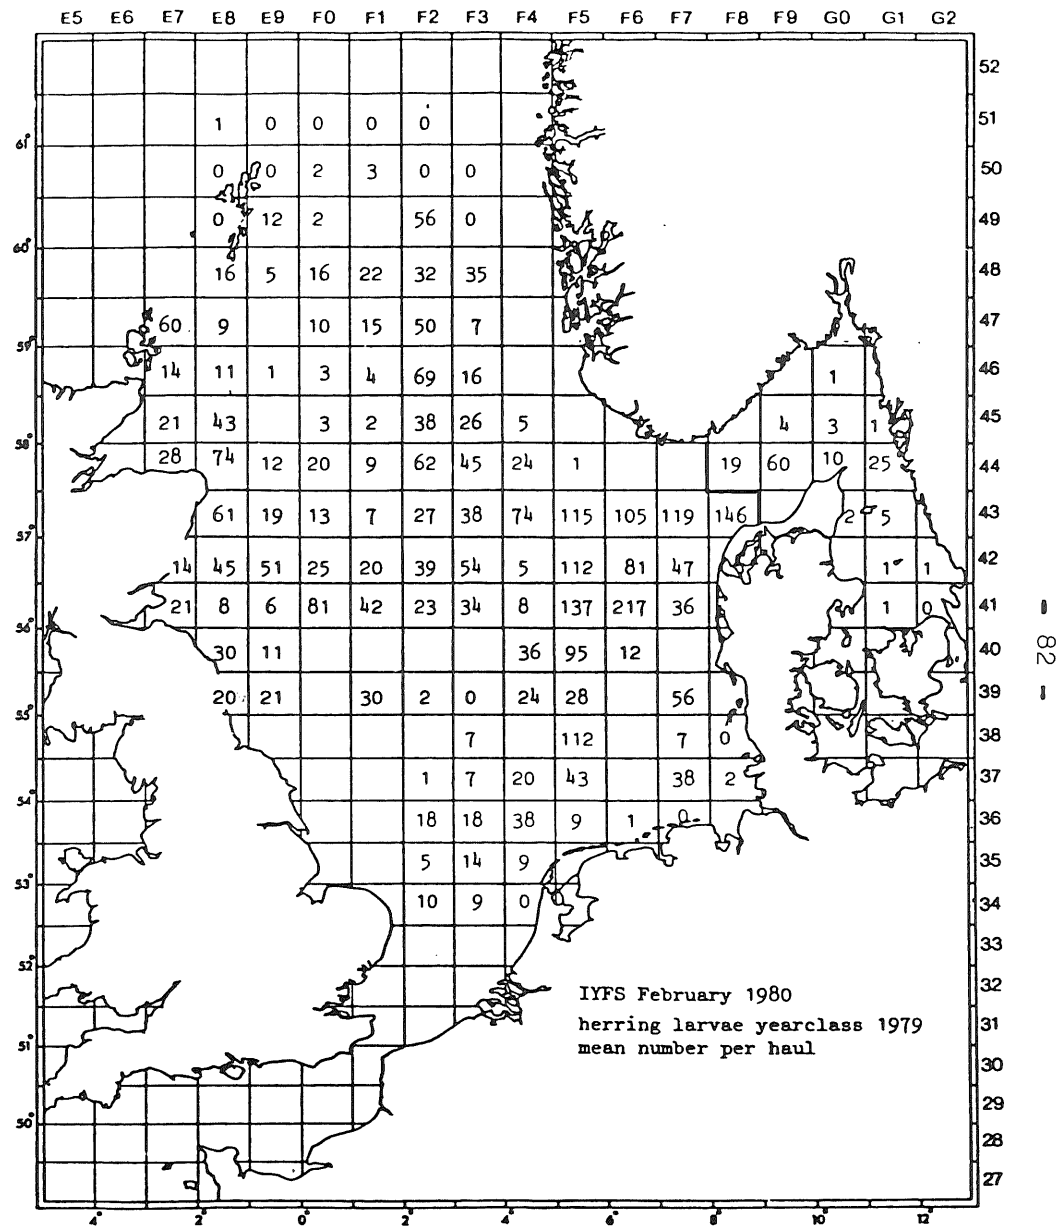 E5 E6 E7 E8 E9 F0 F1 F2 F3 F4 F5 F6 F7 F8 F9 G0 G1 G2
52
1 0 0 0 0 51
61°
0 0 2 3 0 0 50
0 12 2 56 0 49
60°
16 5 16 22 32 35 48
60 9 10 15 50 7 47
59°
14 11 1 3 4 69 16 1 46
21 43 3 2 38 26 5 4 3 1 45
58°
28 74 12 20 9 62 45 24 1 19 60 10 25 44
61 19 13 7 27 38 74 115 105 119 146 2 5 43
57°
14 45 51 25 20 39 54 5 112 81 47 1 1 42
21 8 6 81 42 23 34 8 137 217 36 1 0 41
56°
30 11 36 95 12 40
20 21 30 2 0 24 28 56 39
55°
7 112 7 0 38
1 7 20 43 38 2 37
54°
18 18 38 9 1 0 36
5 14 9 35
53°
10 9 0 34
33
52°
32
IYFS February 1980
31
herring larvae yearclass 1979
51°
mean number per haul
30
29
50°
28
27
4° 2° 0° 2° 4° 6° 8° 10° 12°
- 82 -